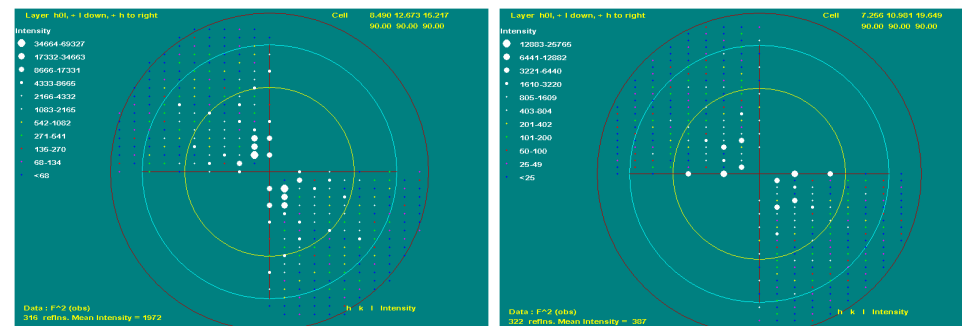 Layer h0l, + l down, + h to right
Cell 8.490 12.673 15.217
90.00 90.00 90.00
Intensity
34664-69327
17332-34663
8666-17331
4333-8665
2166-4332
1083-2165
542-1082
271-541
135-270
68-134
<68
Data : F^2 (obs)
h k l Intensity
316 reflns. Mean Intensity = 1972
Layer h0l, + l down, + h to right
Cell 7.256 10.981 19.649
90.00 90.00 90.00
Intensity
12883-25765
6441-12882
3221-6440
1610-3220
805-1609
403-804
201-402
101-200
50-100
25-49
<25
Data : F^2 (obs)
h k l Intensity
322 reflns. Mean Intensity = 387